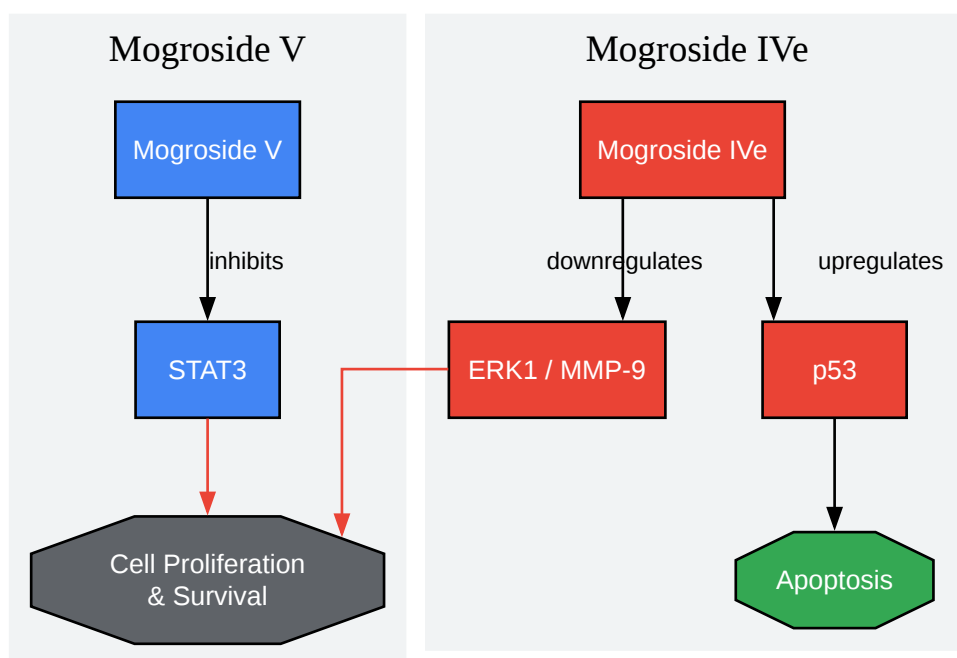 Mogroside V
Mogroside IVe
Mogroside V
Mogroside IVe
inhibits
downregulates
upregulates
STAT3
ERK1 / MMP-9
p53
Cell Proliferation
& Survival
Apoptosis